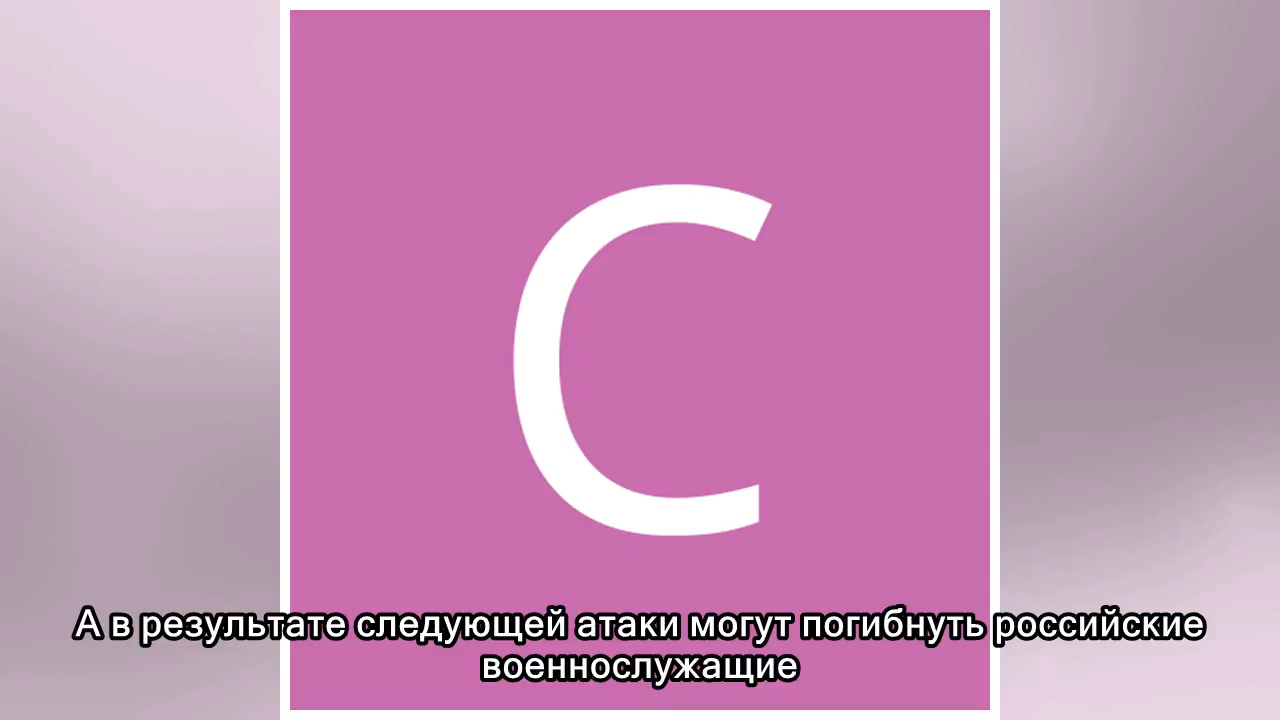 С
А в результате следующей атаки могут погибнуть российские
военнослужащие